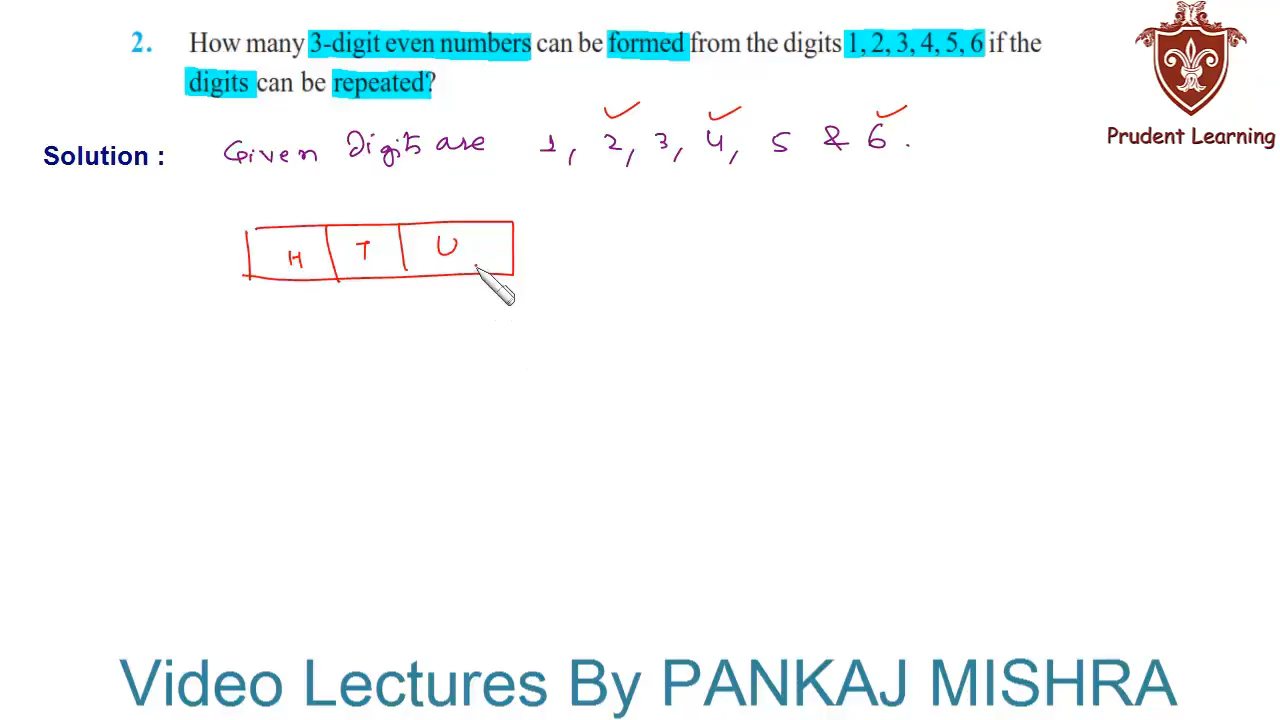 2. How many 3-digit even numbers can be formed from the digits 1, 2, 3, 4, 5, 6 if the
digits can be repeated?
Prudent Learning
Solution : Given Digits are 1, 2, 3, 4, 5 & 6.
H T U
Video Lectures By PANKAJ MISHRA